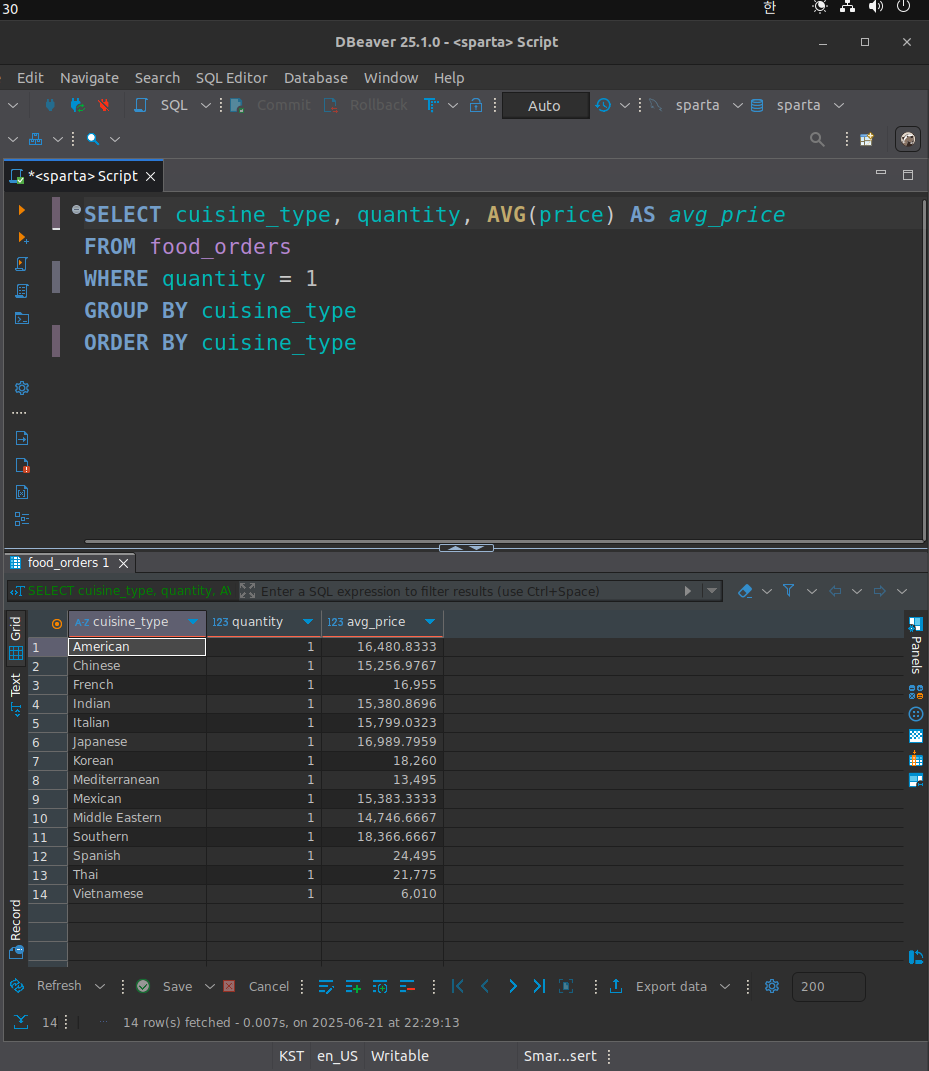 30 한
DBeaver 25.1.0 - <sparta> Script
Edit Navigate Search SQL Editor Database Window Help
SQL Commit Rollback Auto sparta sparta
*<sparta> Script
SELECT cuisine_type, quantity, AVG(price) AS avg_price
FROM food_orders
WHERE quantity = 1
GROUP BY cuisine_type
ORDER BY cuisine_type
food_orders 1
SELECT cuisine_type, quantity, AV Enter a SQL expression to filter results (use Ctrl+Space)
Grid
Text
Record
Panels
A-Z cuisine_type 123 quantity 123 avg_price
1 American 1 16,480.8333
2 Chinese 1 15,256.9767
3 French 1 16,955
4 Indian 1 15,380.8696
5 Italian 1 15,799.0323
6 Japanese 1 16,989.7959
7 Korean 1 18,260
8 Mediterranean 1 13,495
9 Mexican 1 15,383.3333
10 Middle Eastern 1 14,746.6667
11 Southern 1 18,366.6667
12 Spanish 1 24,495
13 Thai 1 21,775
14 Vietnamese 1 6,010
Refresh Save Cancel Export data 200
14 14 row(s) fetched - 0.007s, on 2025-06-21 at 22:29:13
KST en_US Writable Smar...sert